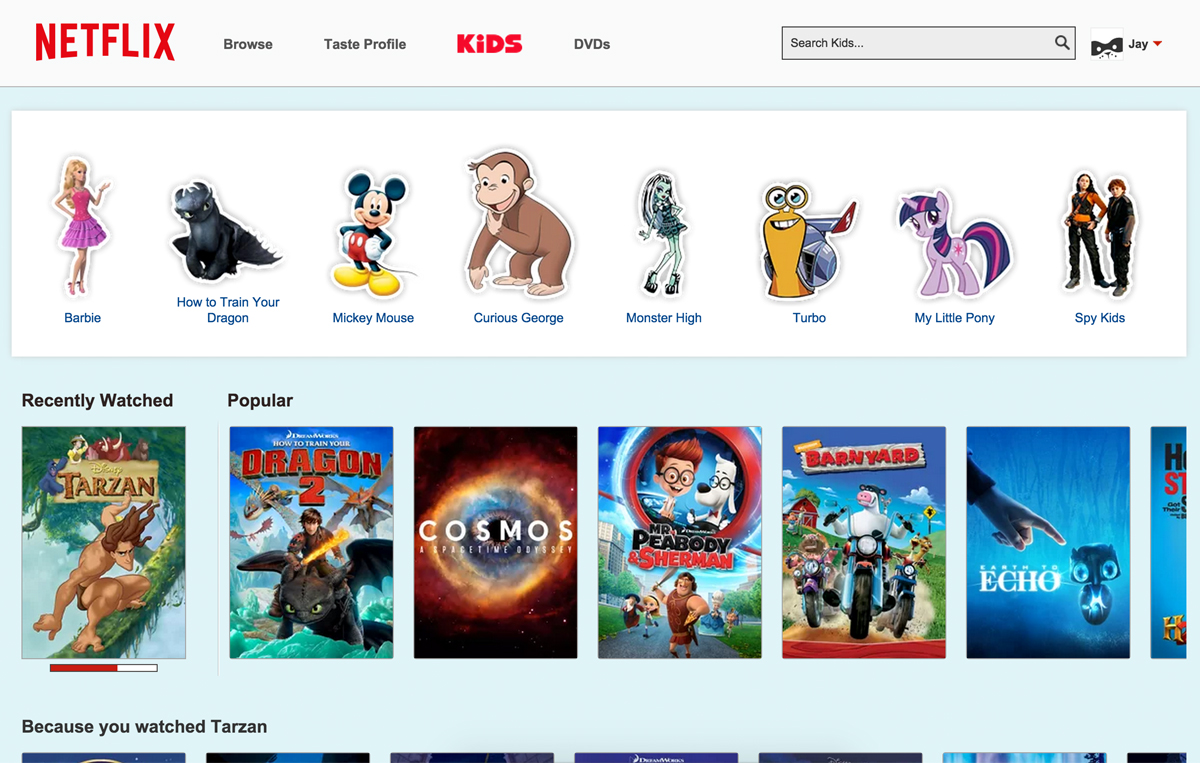 NETFLIX
Browse
Taste Profile
KiDS
DVDs
Search Kids...
Jay
Barbie
How to Train Your
Dragon
Mickey Mouse
Curious George
Monster High
Turbo
My Little Pony
Spy Kids
Recently Watched
Popular
Disney
TARZAN
DREAMWORKS
HOW TO TRAIN YOUR
DRAGON
2
COSMOS
A SPACETIME ODYSSEY
MR.
PEABODY
& SHERMAN
BARNYARD
EARTH TO
ECHO
Because you watched Tarzan
DREAMWORKS